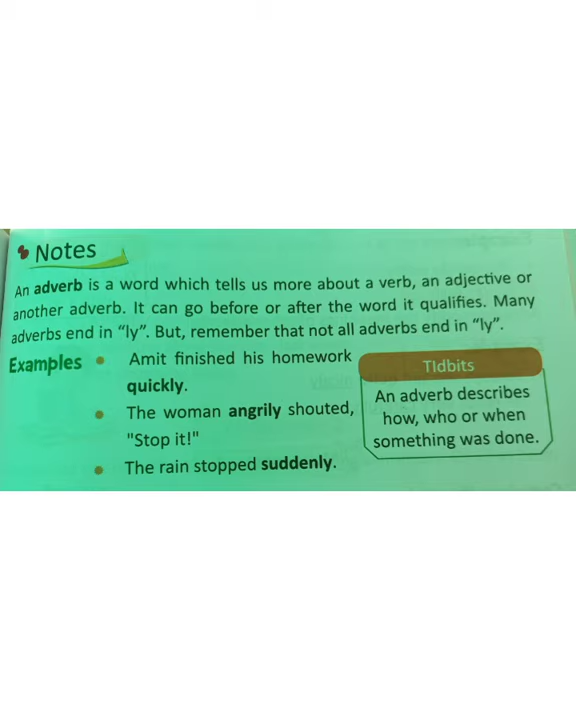 Notes
An adverb is a word which tells us more about a verb, an adjective or
another adverb. It can go before or after the word it qualifies. Many
adverbs end in “ly”. But, remember that not all adverbs end in “ly”.
Examples • Amit finished his homework
quickly.
• The woman angrily shouted,
"Stop it!"
• The rain stopped suddenly.
TIdbits
An adverb describes
how, who or when
something was done.